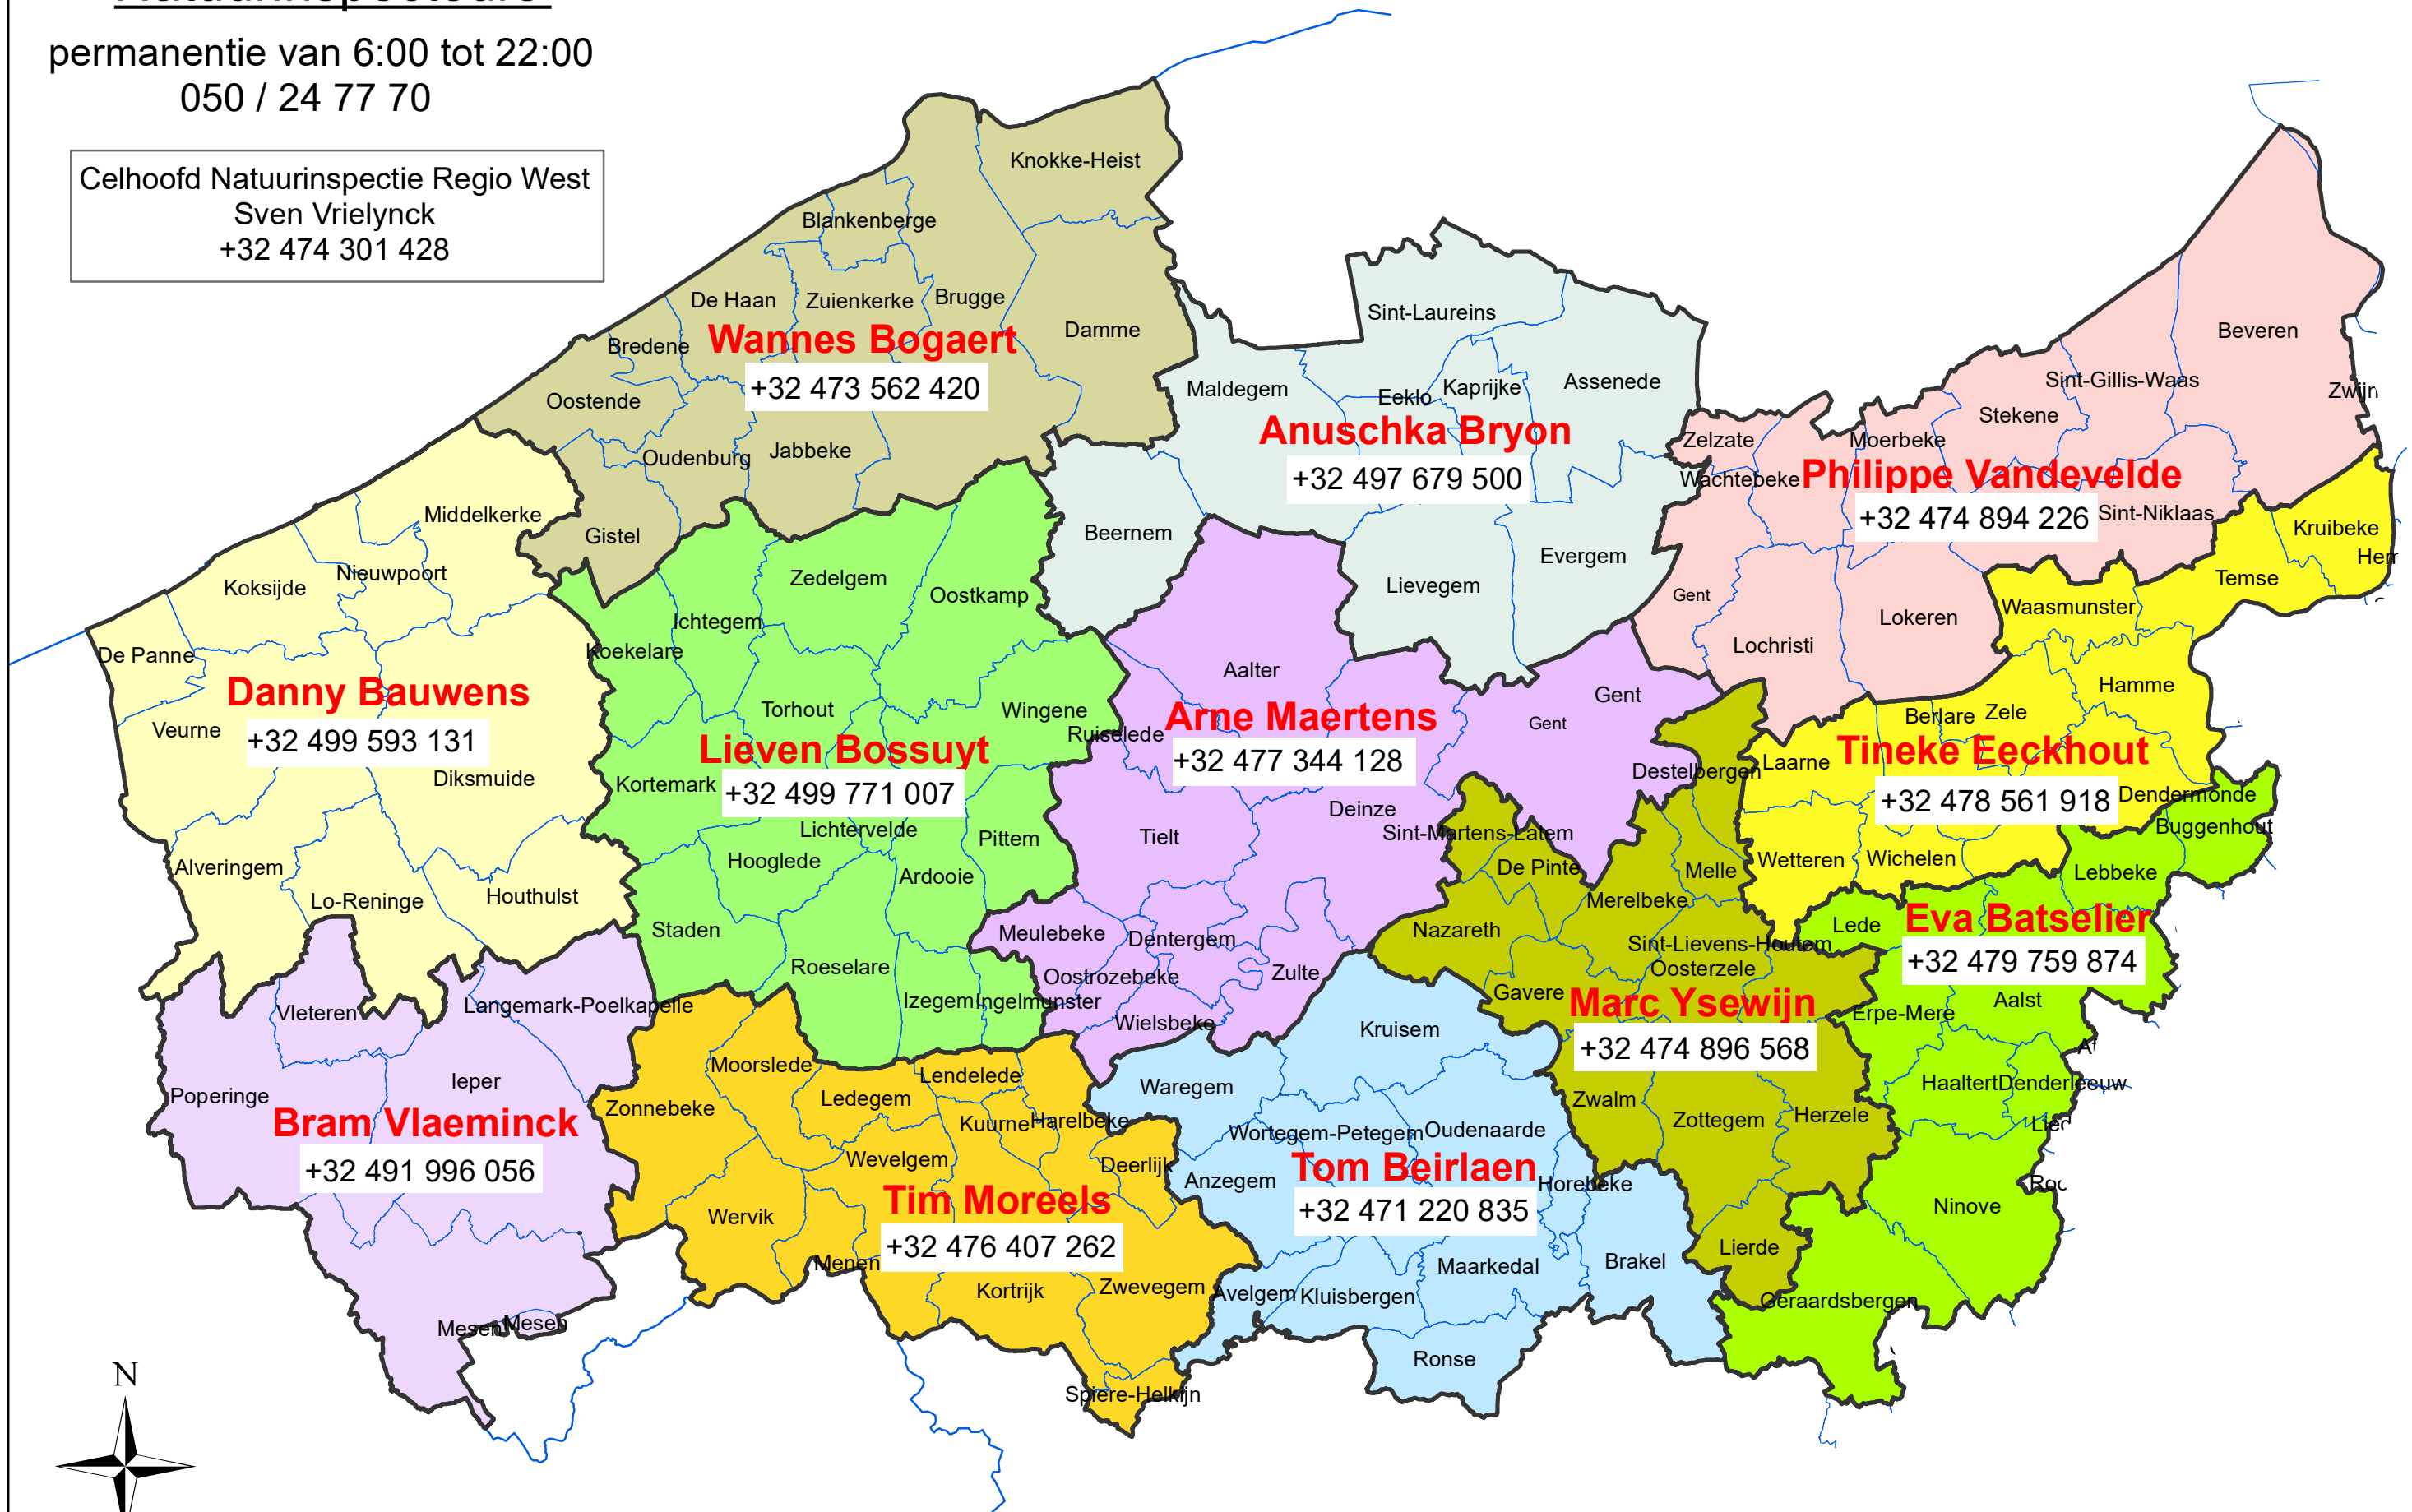 permanentie van 6:00 tot 22:00
050 / 24 77 70
Celhoofd Natuurinspectie Regio West
Sven Vrielynck
+32 474 301 428
Knokke-Heist
Blankenberge
De Haan
Zuienkerke
Brugge
Damme
Bredene
Wannes Bogaert
+32 473 562 420
Oostende
Oudenburg
Jabbeke
Gistel
Sint-Laureins
Maldegem
Eeklo
Kaprijke
Assenede
Anuschka Bryon
+32 497 679 500
Beernem
Lievegem
Evergem
Beveren
Sint-Gillis-Waas
Stekene
Zelzate
Moerbeke
Wachtebeke
Philippe Vandevelde
+32 474 894 226
Sint-Niklaas
Gent
Lochristi
Lokeren
Middelkerke
Nieuwpoort
Koksijde
De Panne
Danny Bauwens
+32 499 593 131
Veurne
Diksmuide
Alveringem
Lo-Reninge
Houthulst
Zedelgem
Oostkamp
Ichtegem
Koekelare
Torhout
Wingene
Lieven Bossuyt
+32 499 771 007
Kortemark
Lichtervelde
Pittem
Hooglede
Ardooie
Staden
Roeselare
Izegem
Ingelmunster
Aalter
Ruiselede
Arne Maertens
+32 477 344 128
Gent
Gent
Deinze
Tielt
Meulebeke
Dentergem
Oostrozebeke
Zulte
Wielsbeke
Kruibeke
Temse
Waasmunster
Hamme
Berlare
Zele
Laarne
Tineke Eeckhout
+32 478 561 918
Dendermonde
Wetteren
Wichelen
Destelbergen
Sint-Martens-Latem
De Pinte
Melle
Merelbeke
Nazareth
Sint-Lievens-Houtem
Oosterzele
Gavere
Marc Ysewijn
+32 474 896 568
Zwalm
Zottegem
Herzele
Lierde
Buggenhout
Lebbeke
Lede
Eva Batselier
+32 479 759 874
Aalst
Erpe-Mere
Haaltert
Denderleeuw
Ninove
Geraardsbergen
Vleteren
Langemark-Poelkapelle
Ieper
Poperinge
Bram Vlaeminck
+32 491 996 056
Mesen
Mesen
Moorslede
Lendelede
Ledegem
Zonnebeke
Kuurne
Harelbeke
Wevelgem
Deerlijk
Tim Moreels
+32 476 407 262
Wervik
Menen
Kortrijk
Zwevegem
Spiere-Helkijn
Kruisem
Waregem
Wortegem-Petegem
Oudenaarde
Anzegem
Tom Beirlaen
+32 471 220 835
Horebeke
Maarkedal
Brakel
Avelgem
Kluisbergen
Ronse
N